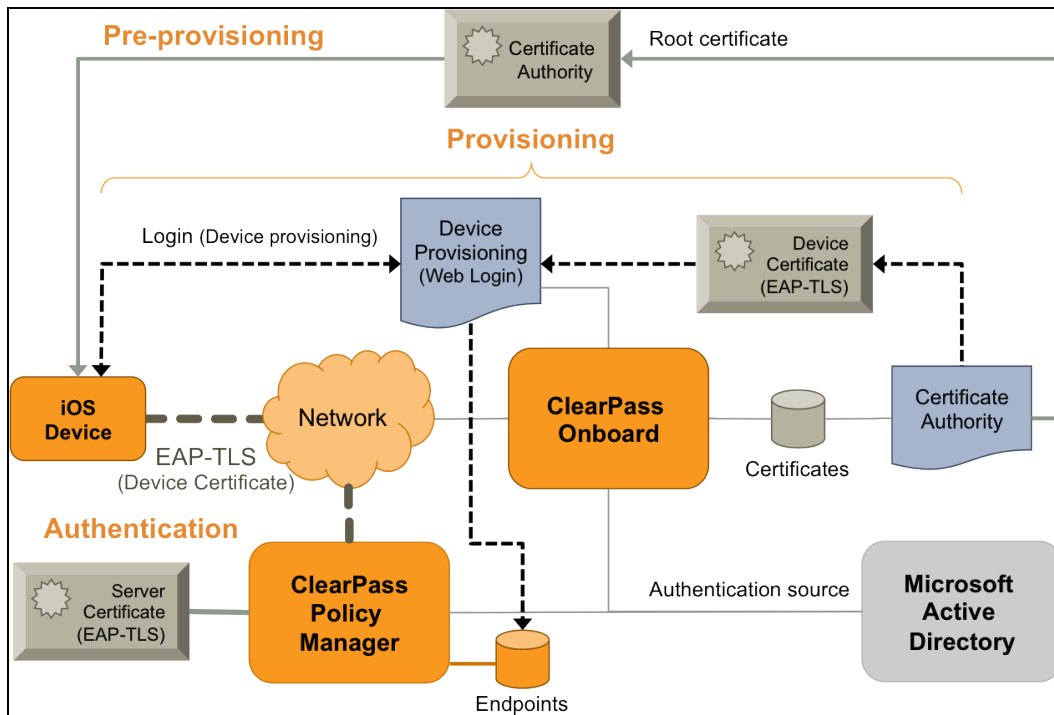 Pre-provisioning
Certificate
Authority
Root certificate
Provisioning
Login (Device provisioning)
Device
Provisioning
(Web Login)
Device
Certificate
(EAP-TLS)
iOS
Device
Network
ClearPass
Onboard
Certificates
Certificate
Authority
EAP-TLS
(Device Certificate)
Authentication
Server
Certificate
(EAP-TLS)
ClearPass
Policy
Manager
Authentication source
Microsoft
Active
Directory
Endpoints